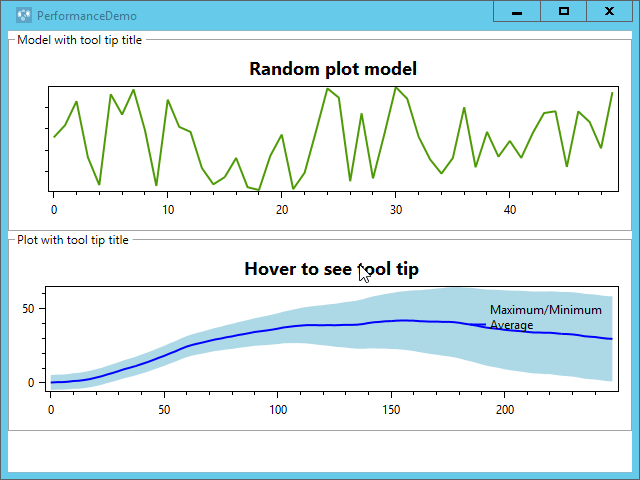 PerformanceDemo
Model with tool tip title
Random plot model
0 10 20 30 40
Plot with tool tip title
Hover to see tool tip
50
Maximum/Minimum
Average
0
0 50 100 150 200